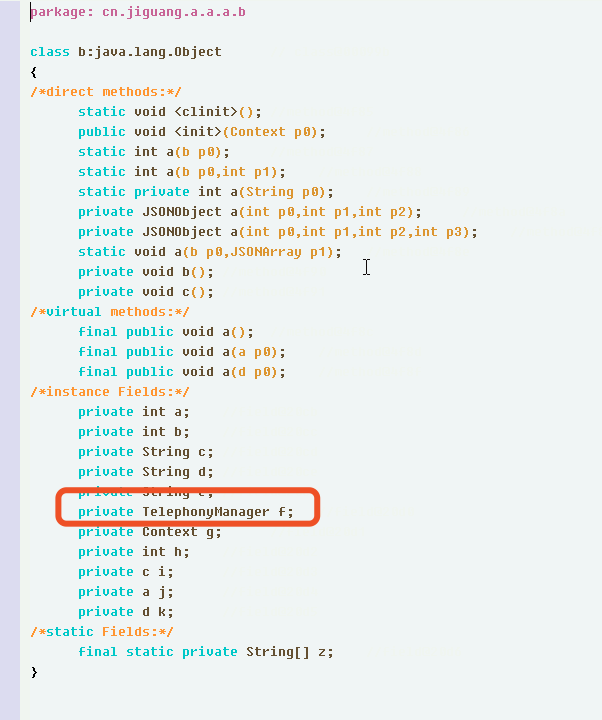 parkage: cn.jiguang.a.a.a.b
class b:java.lang.Object
{
/*direct methods:*/
static void <clinit>();
public void <init>(Context p0);
static int a(b p0);
static int a(b p0,int p1);
static private int a(String p0);
private JSONObject a(int p0,int p1,int p2);
private JSONObject a(int p0,int p1,int p2,int p3);
static void a(b p0,JSONArray p1);
private void b();
private void c();
/*virtual methods:*/
final public void a();
final public void a(a p0);
final public void a(d p0);
/*instance Fields:*/
private int a;
private int b;
private String c;
private String d;
private String e;
private TelephonyManager f;
private Context g;
private int h;
private c i;
private a j;
private d k;
/*static Fields:*/
final static private String[] z;
}